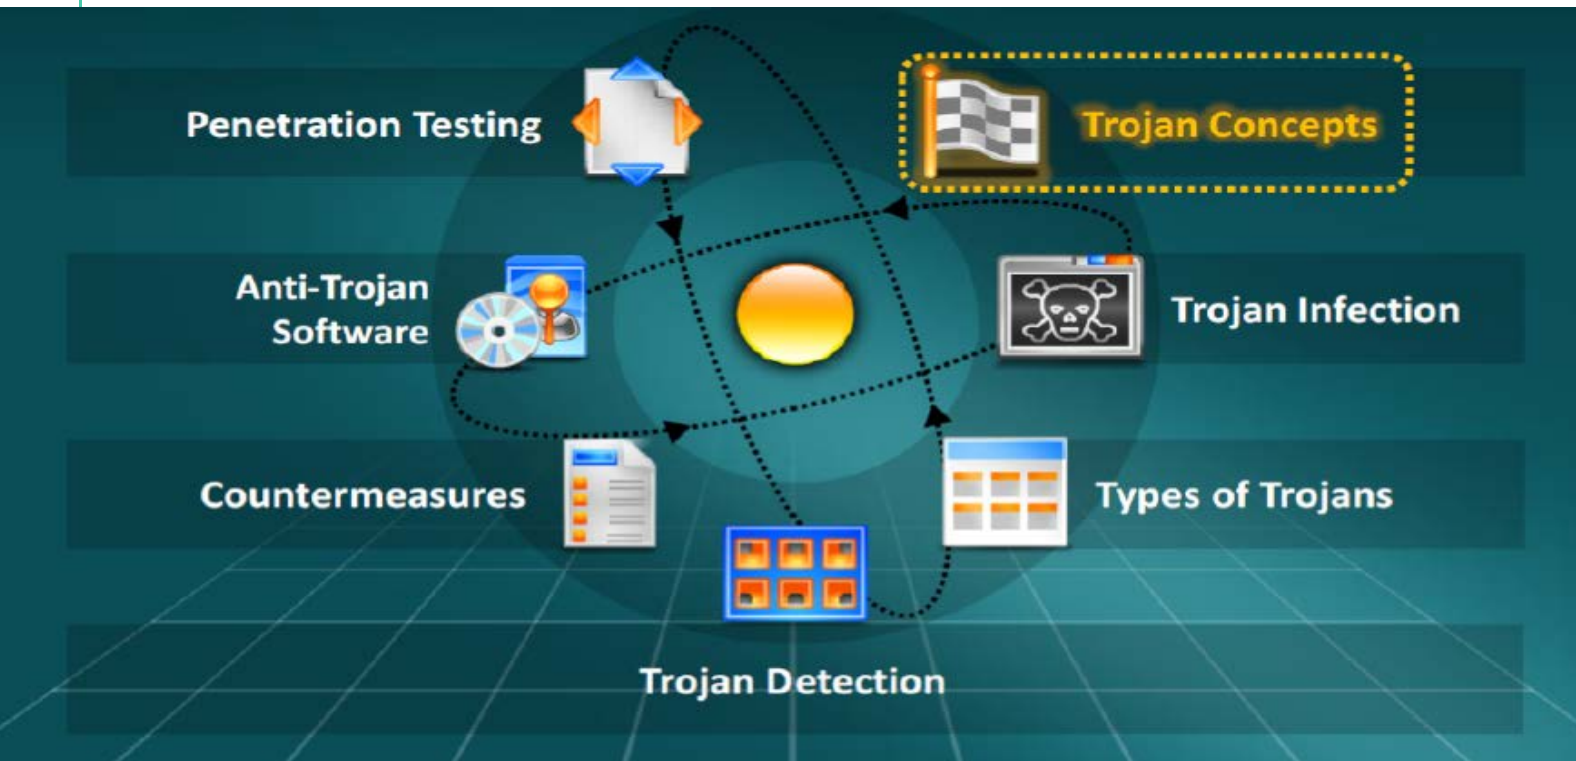 Penetration Testing
Trojan Concepts
Anti-Trojan
Software
Trojan Infection
Countermeasures
Types of Trojans
Trojan Detection